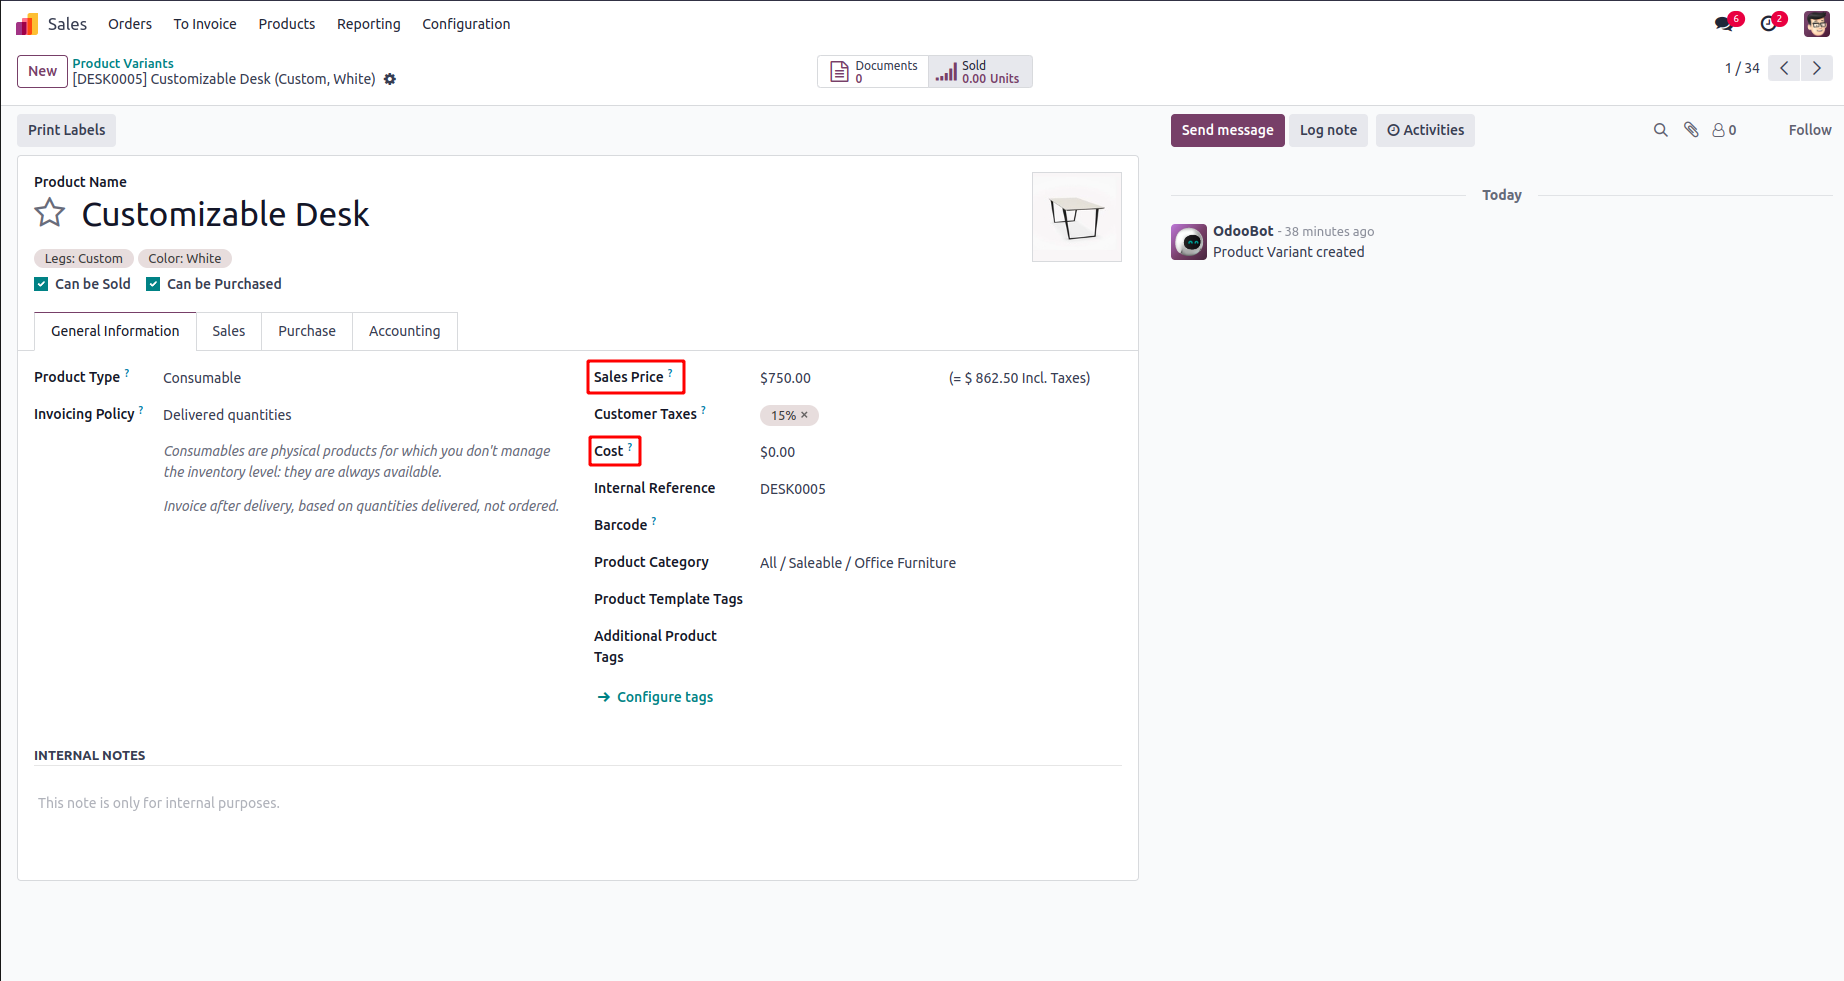 Sales Orders To Invoice Products Reporting Configuration 6 2
New Product Variants
[DESK0005] Customizable Desk (Custom, White)
Documents
0
Sold
0.00 Units
1 / 34
Print Labels
Send message Log note Activities 0 Follow
Product Name
Customizable Desk
Legs: Custom Color: White
Can be Sold Can be Purchased
General Information Sales Purchase Accounting
Product Type ? Consumable
Invoicing Policy ? Delivered quantities
Consumables are physical products for which you don't manage
the inventory level: they are always available.
Invoice after delivery, based on quantities delivered, not ordered.
Sales Price ? $750.00 (= $ 862.50 Incl. Taxes)
Customer Taxes ? 15% ×
Cost ? $0.00
Internal Reference DESK0005
Barcode ?
Product Category All / Saleable / Office Furniture
Product Template Tags
Additional Product
Tags
→ Configure tags
INTERNAL NOTES
This note is only for internal purposes.
Today
OdooBot - 38 minutes ago
Product Variant created